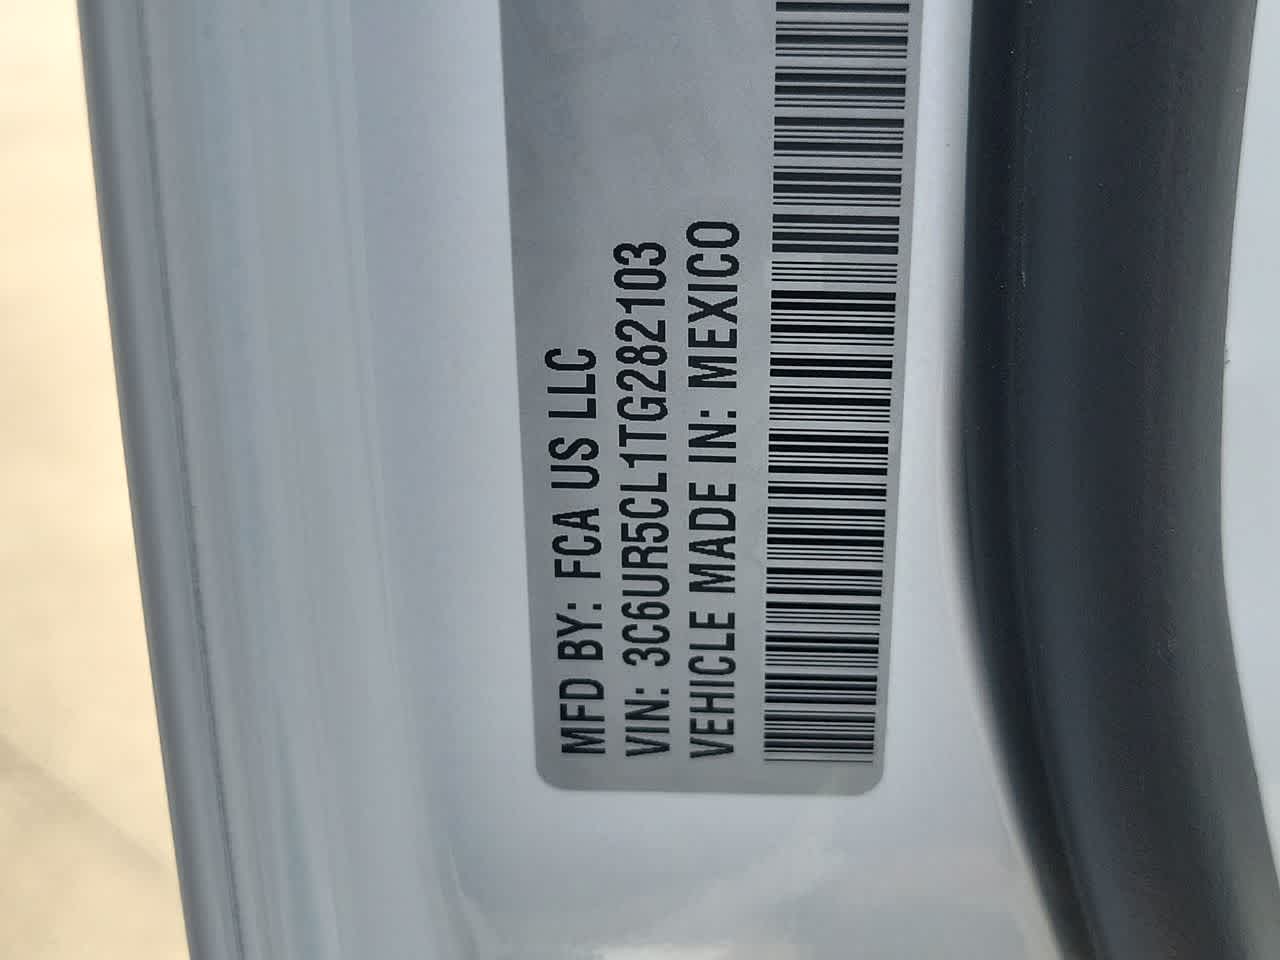 MFD BY: FCA US LLC
VIN: 3C6UR5CL1TG282103
VEHICLE MADE IN: MEXICO